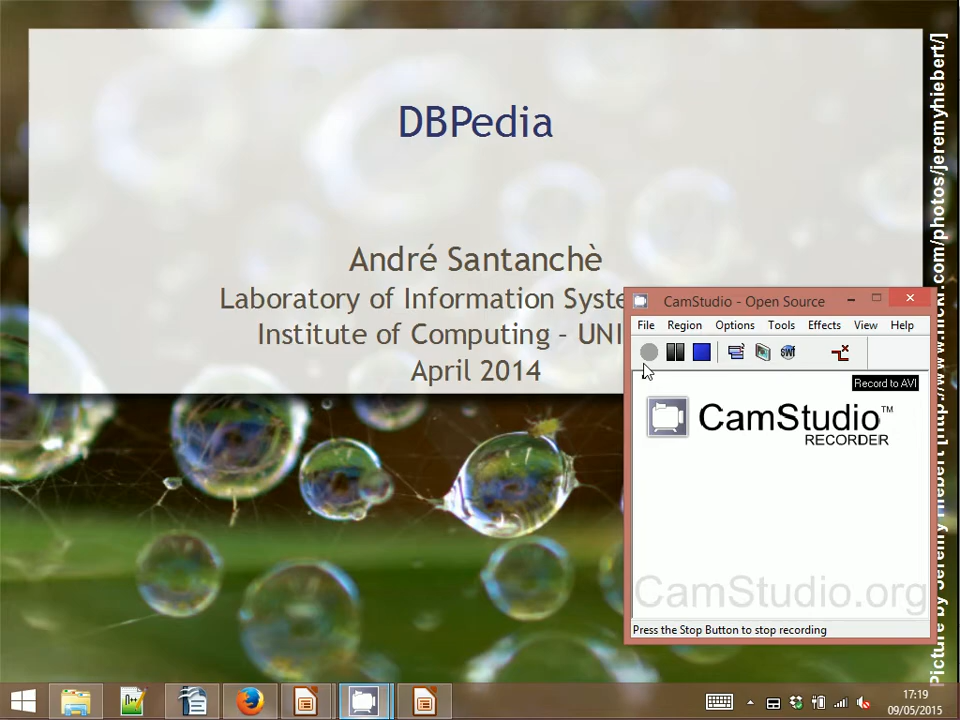 DBPedia
André Santanchè
Laboratory of Information Syste
Institute of Computing – UNI
April 2014
Picture by Jeremy Hiebert [http://www.flickr.com/photos/jeremyhiebert/]
CamStudio - Open Source
File Region Options Tools Effects View Help
SWf
Record to AVI
CamStudio™
RECORDER
CamStudio.org
Press the Stop Button to stop recording
17:19
09/05/2015